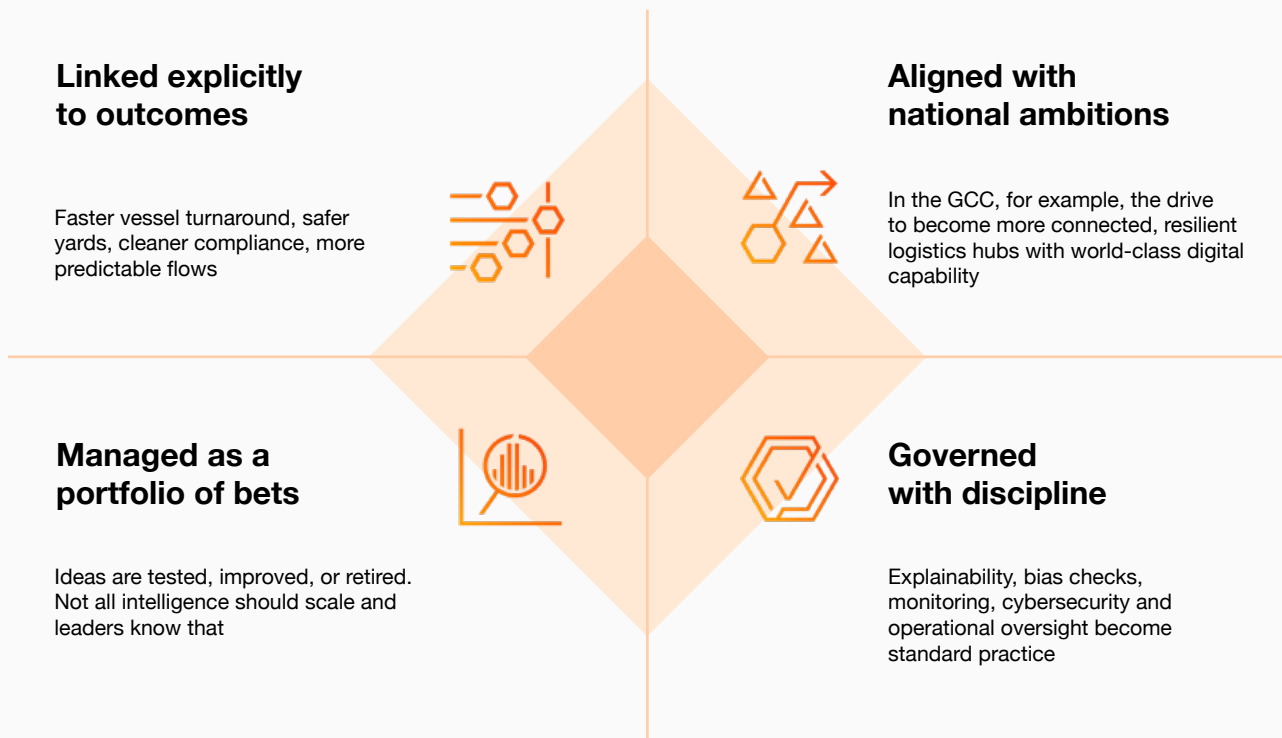 Linked explicitly
to outcomes
Faster vessel turnaround, safer
yards, cleaner compliance, more
predictable flows
Aligned with
national ambitions
In the GCC, for example, the drive
to become more connected, resilient
logistics hubs with world-class digital
capability
Managed as a
portfolio of bets
Ideas are tested, improved, or retired.
Not all intelligence should scale and
leaders know that
Governed
with discipline
Explainability, bias checks,
monitoring, cybersecurity and
operational oversight become
standard practice